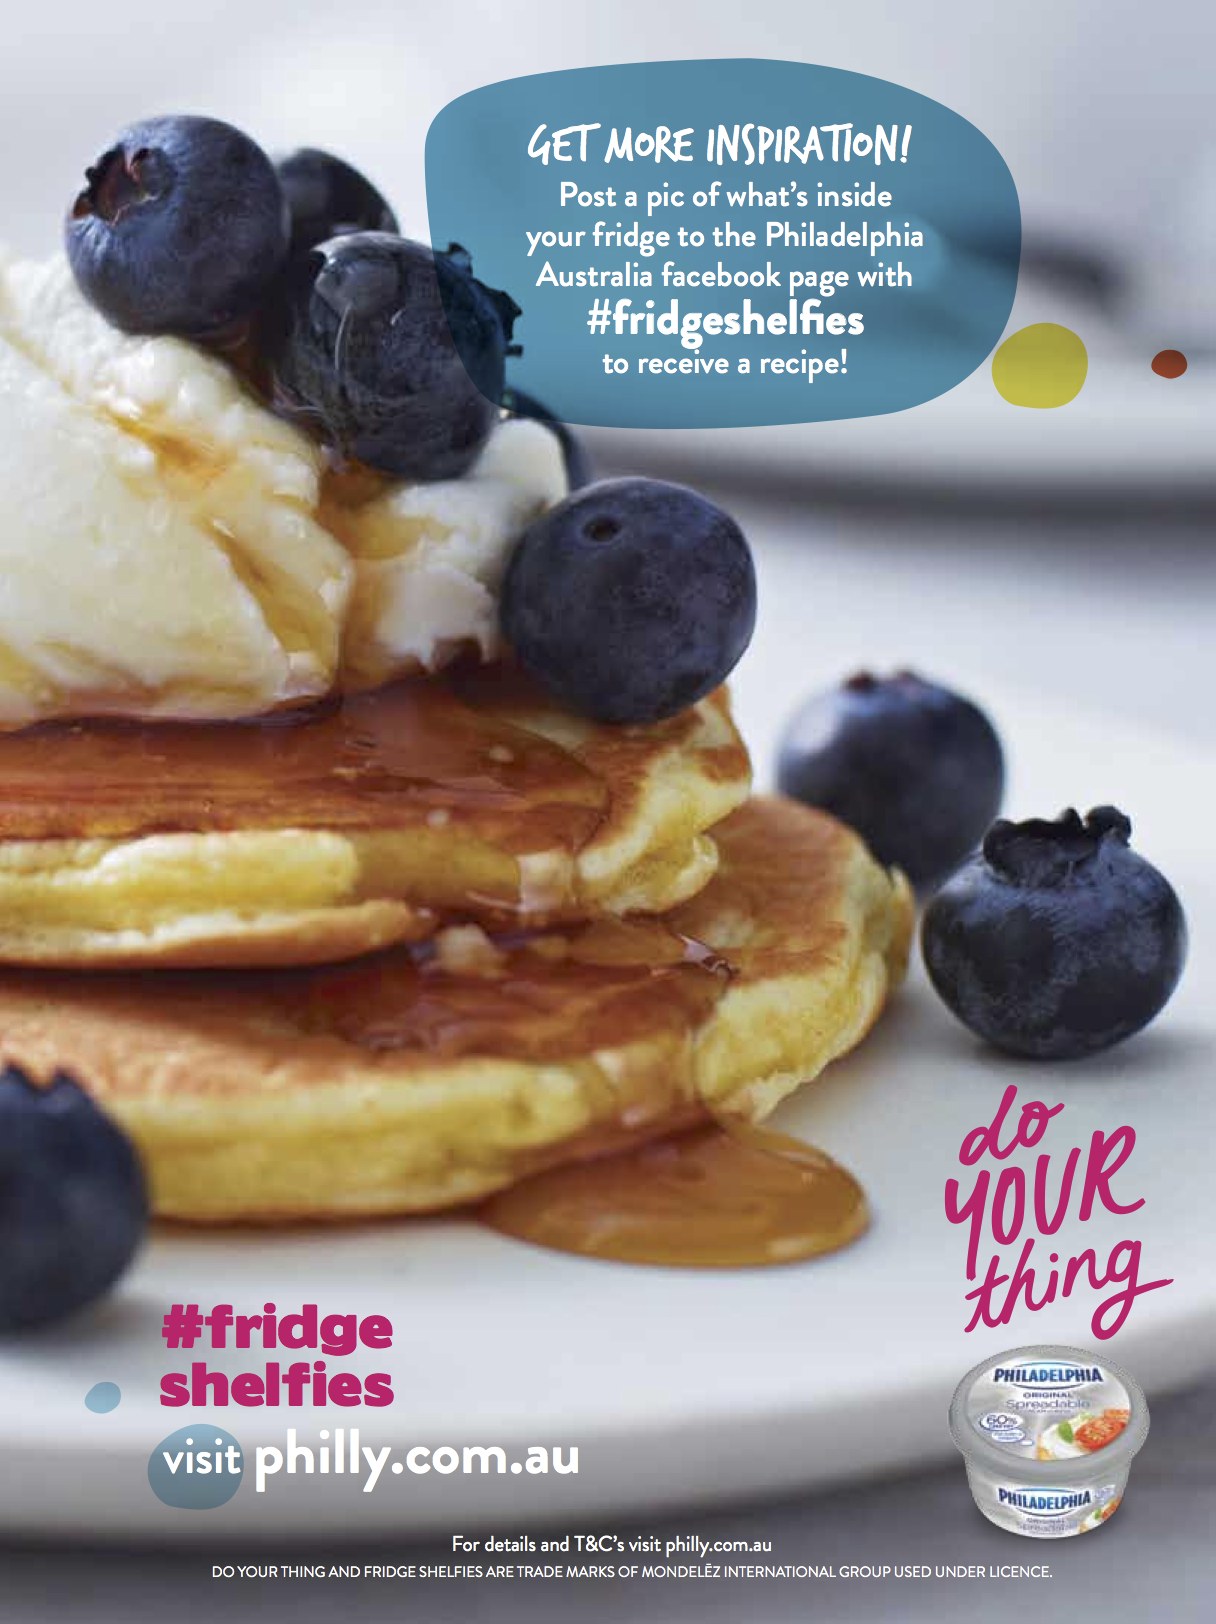 GET MORE INSPIRATION!
Post a pic of what's inside
your fridge to the Philadelphia
Australia facebook page with
#fridgeshelfies
to receive a recipe!
do
YOUR
thing
#fridge
shelfies
visit philly.com.au
PHILADELPHIA
ORIGINAL
Spreadable
60%
PHILADELPHIA
ORIGINAL
Spreadable
For details and T&C's visit philly.com.au
DO YOUR THING AND FRIDGE SHELFIES ARE TRADE MARKS OF MONDELĒZ INTERNATIONAL GROUP USED UNDER LICENCE.